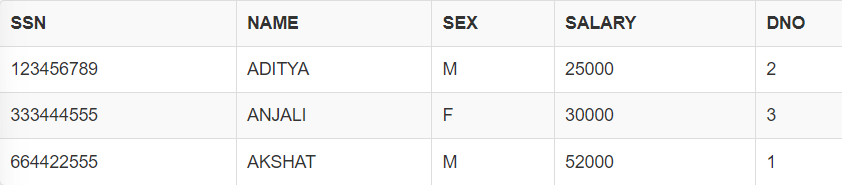 SSN NAME SEX SALARY DNO
123456789 ADITYA M 25000 2
333444555 ANJALI F 30000 3
664422555 AKSHAT M 52000 1